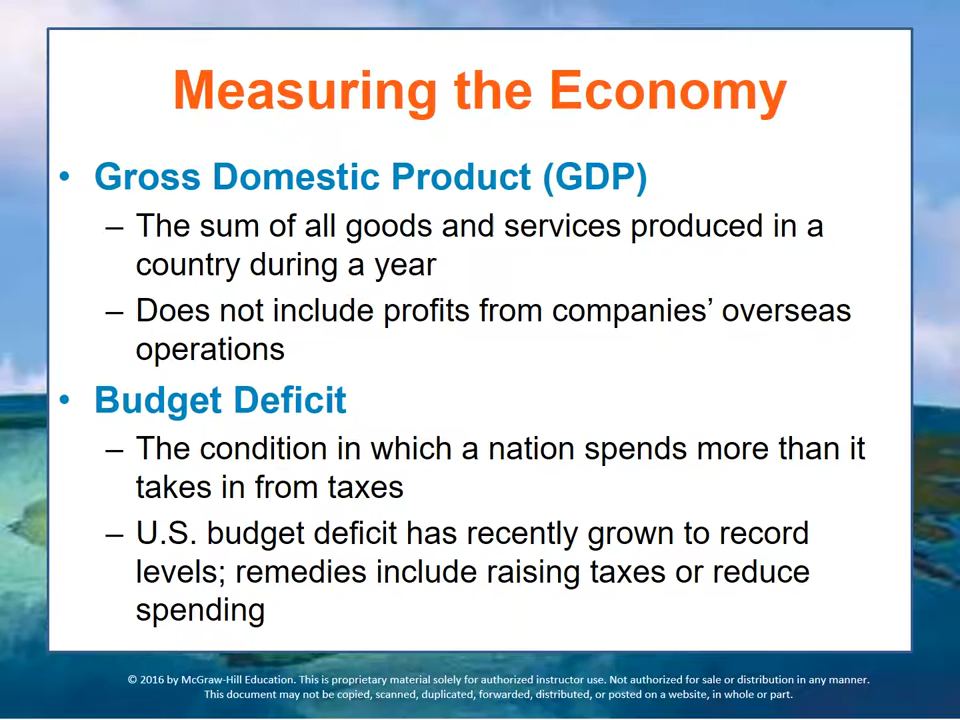 Measuring the Economy
• Gross Domestic Product (GDP)
– The sum of all goods and services produced in a
country during a year
– Does not include profits from companies’ overseas
operations
• Budget Deficit
– The condition in which a nation spends more than it
takes in from taxes
– U.S. budget deficit has recently grown to record
levels; remedies include raising taxes or reduce
spending
© 2016 by McGraw-Hill Education. This is proprietary material solely for authorized instructor use. Not authorized for sale or distribution in any manner.
This document may not be copied, scanned, duplicated, forwarded, distributed, or posted on a website, in whole or part.